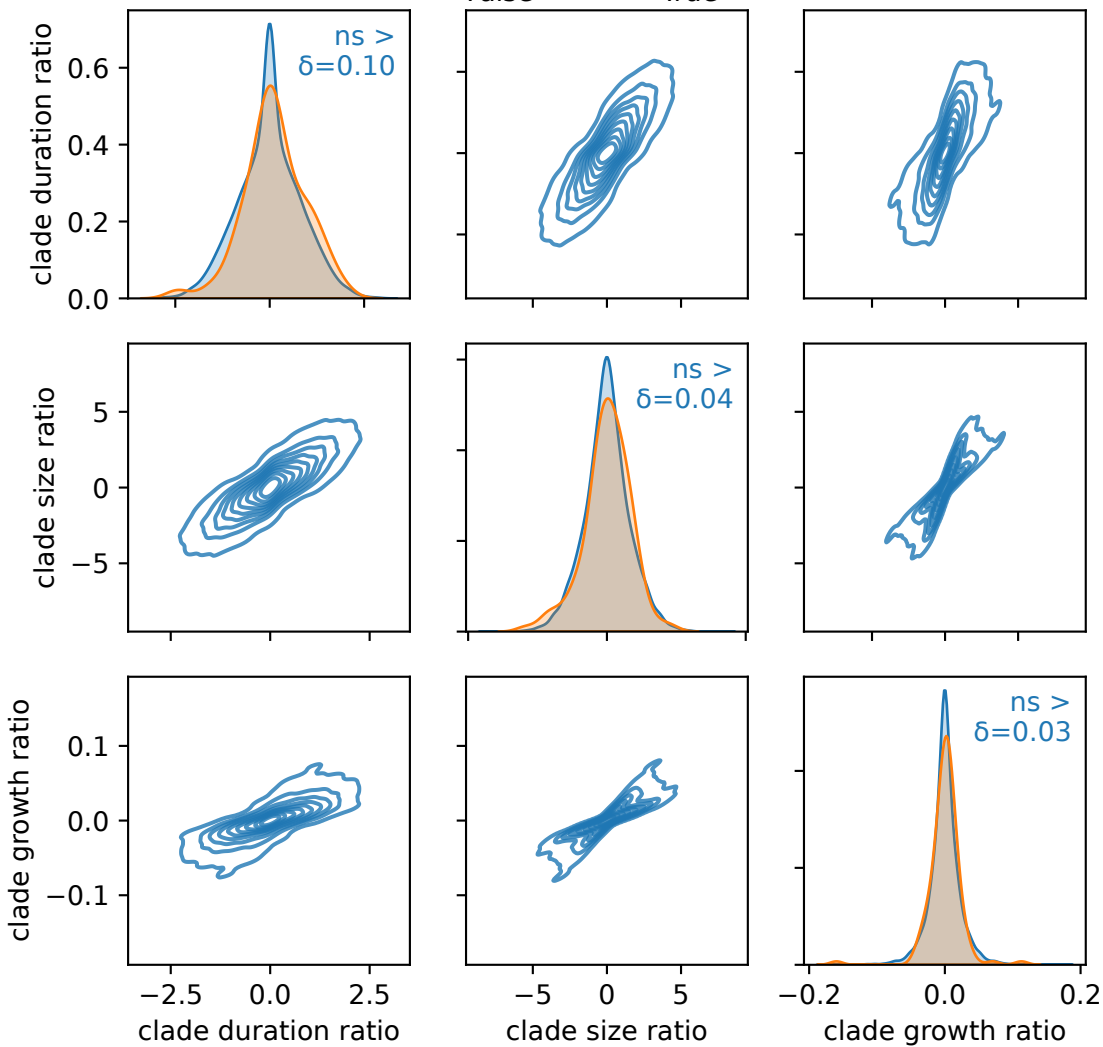 clade duration ratio
0.6
0.4
0.2
0.0
ns >
δ=0.10
clade size ratio
5
0
−5
ns >
δ=0.04
clade growth ratio
0.1
0.0
−0.1
ns >
δ=0.03
−2.5 0.0 2.5
−5 0 5
−0.2 0.0 0.2
clade duration ratio
clade size ratio
clade growth ratio